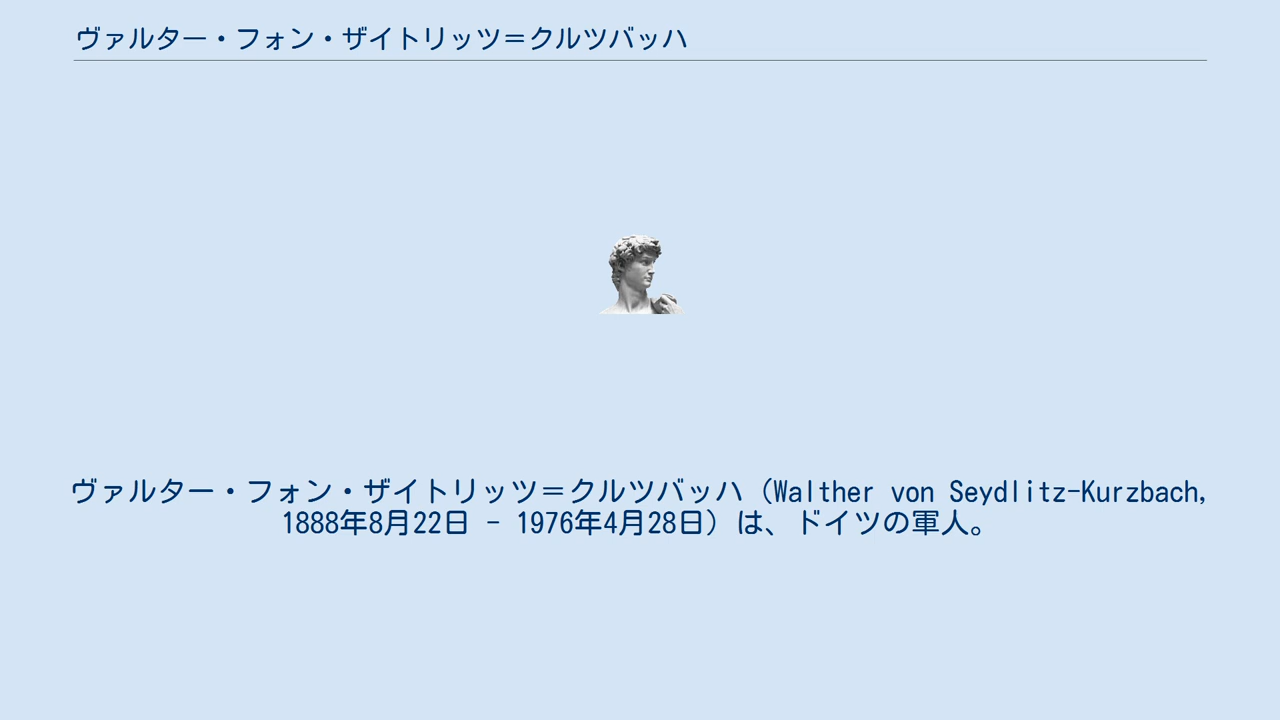 ヴァルター・フォン・ザイトリッツ＝クルツバッハ
ヴァルター・フォン・ザイトリッツ＝クルツバッハ（Walther von Seydlitz-Kurzbach,
1888年8月22日 - 1976年4月28日）は、ドイツの軍人。